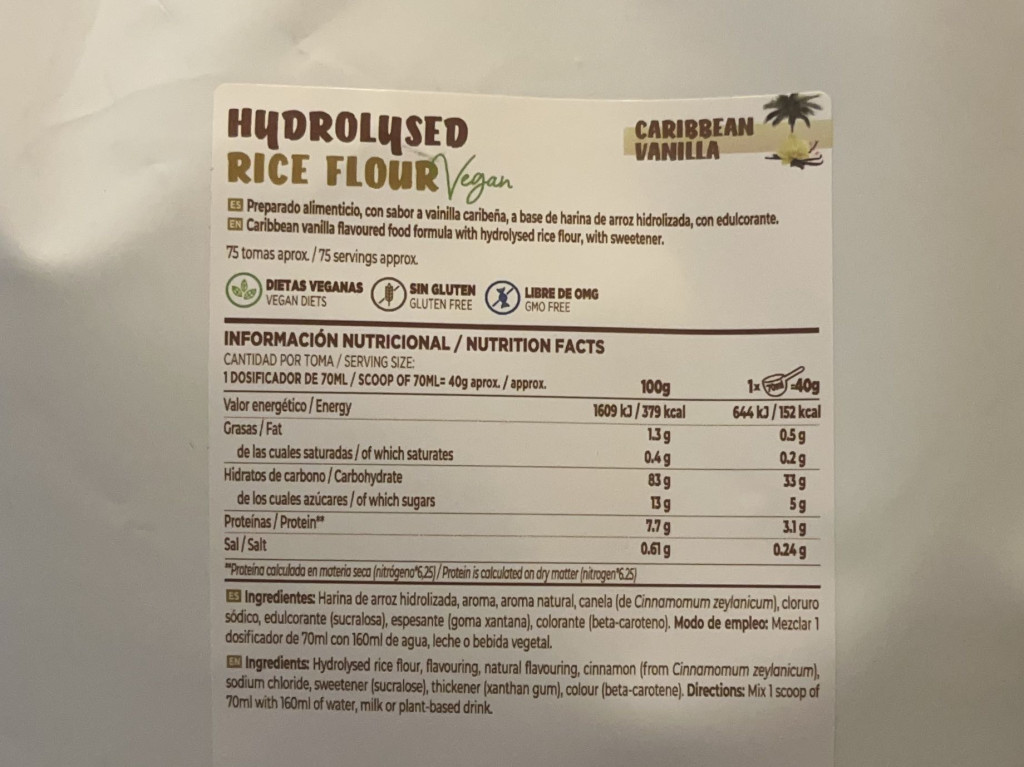 HYDROLYSED
RICE FLOUR Vegan
CARIBBEAN
VANILLA
ES Preparado alimenticio, con sabor a vainilla caribeña, a base de harina de arroz hidrolizada, con edulcorante.
EN Caribbean vanilla flavoured food formula with hydrolysed rice flour, with sweetener.
75 tomas aprox. / 75 servings approx.
DIETAS VEGANAS
VEGAN DIETS
SIN GLUTEN
GLUTEN FREE
LIBRE DE OMG
GMO FREE
INFORMACIÓN NUTRICIONAL / NUTRITION FACTS
CANTIDAD POR TOMA / SERVING SIZE:
1 DOSIFICADOR DE 70ML / SCOOP OF 70ML= 40g aprox. / approx. 100g 1x 70ml =40g
Valor energético / Energy 1609 kJ / 379 kcal 644 kJ / 152 kcal
Grasas / Fat 1.3 g 0.5 g
de las cuales saturadas / of which saturates 0.4 g 0.2 g
Hidratos de carbono / Carbohydrate 83 g 33 g
de los cuales azúcares / of which sugars 13 g 5 g
Proteínas / Protein** 7.7 g 3.1 g
Sal / Salt 0.61 g 0.24 g
**Proteína calculada en materia seca (nitrógeno*6,25) / Protein is calculated on dry matter (nitrogen*6.25)
ES Ingredientes: Harina de arroz hidrolizada, aroma, aroma natural, canela (de Cinnamomum zeylanicum), cloruro
sódico, edulcorante (sucralosa), espesante (goma xantana), colorante (beta-caroteno). Modo de empleo: Mezclar 1
dosificador de 70ml con 160ml de agua, leche o bebida vegetal.
EN Ingredients: Hydrolysed rice flour, flavouring, natural flavouring, cinnamon (from Cinnamomum zeylanicum),
sodium chloride, sweetener (sucralose), thickener (xanthan gum), colour (beta-carotene). Directions: Mix 1 scoop of
70ml with 160ml of water, milk or plant-based drink.